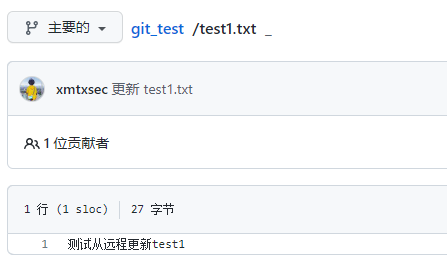 主要的 git_test /test1.txt _
xmtxsec 更新 test1.txt
1 位贡献者
1 行 (1 sloc) 27 字节
1 测试从远程更新test1